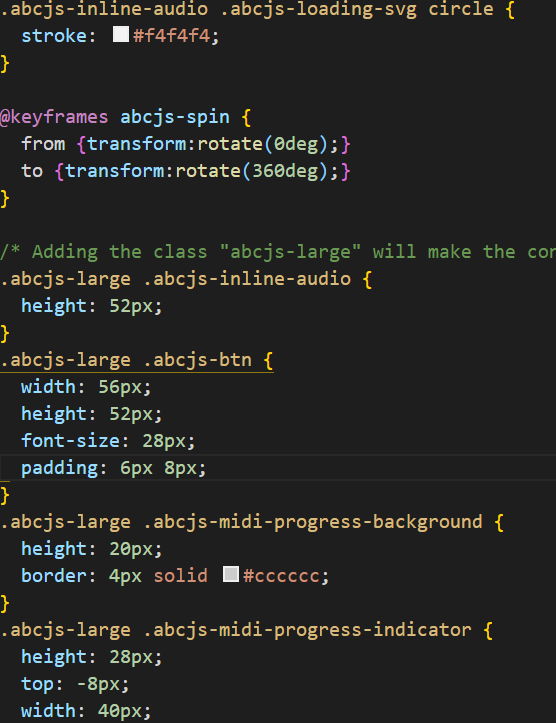 .abcjs-inline-audio .abcjs-loading-svg circle {
  stroke: #f4f4f4;
}
@keyframes abcjs-spin {
  from {transform:rotate(0deg);}
  to {transform:rotate(360deg);}
}
/* Adding the class "abcjs-large" will make the
.abcjs-large .abcjs-inline-audio {
  height: 52px;
}
.abcjs-large .abcjs-btn {
  width: 56px;
  height: 52px;
  font-size: 28px;
  padding: 6px 8px;
}
.abcjs-large .abcjs-midi-progress-background {
  height: 20px;
  border: 4px solid #cccccc;
}
.abcjs-large .abcjs-midi-progress-indicator {
  height: 28px;
  top: -8px;
  width: 40px;